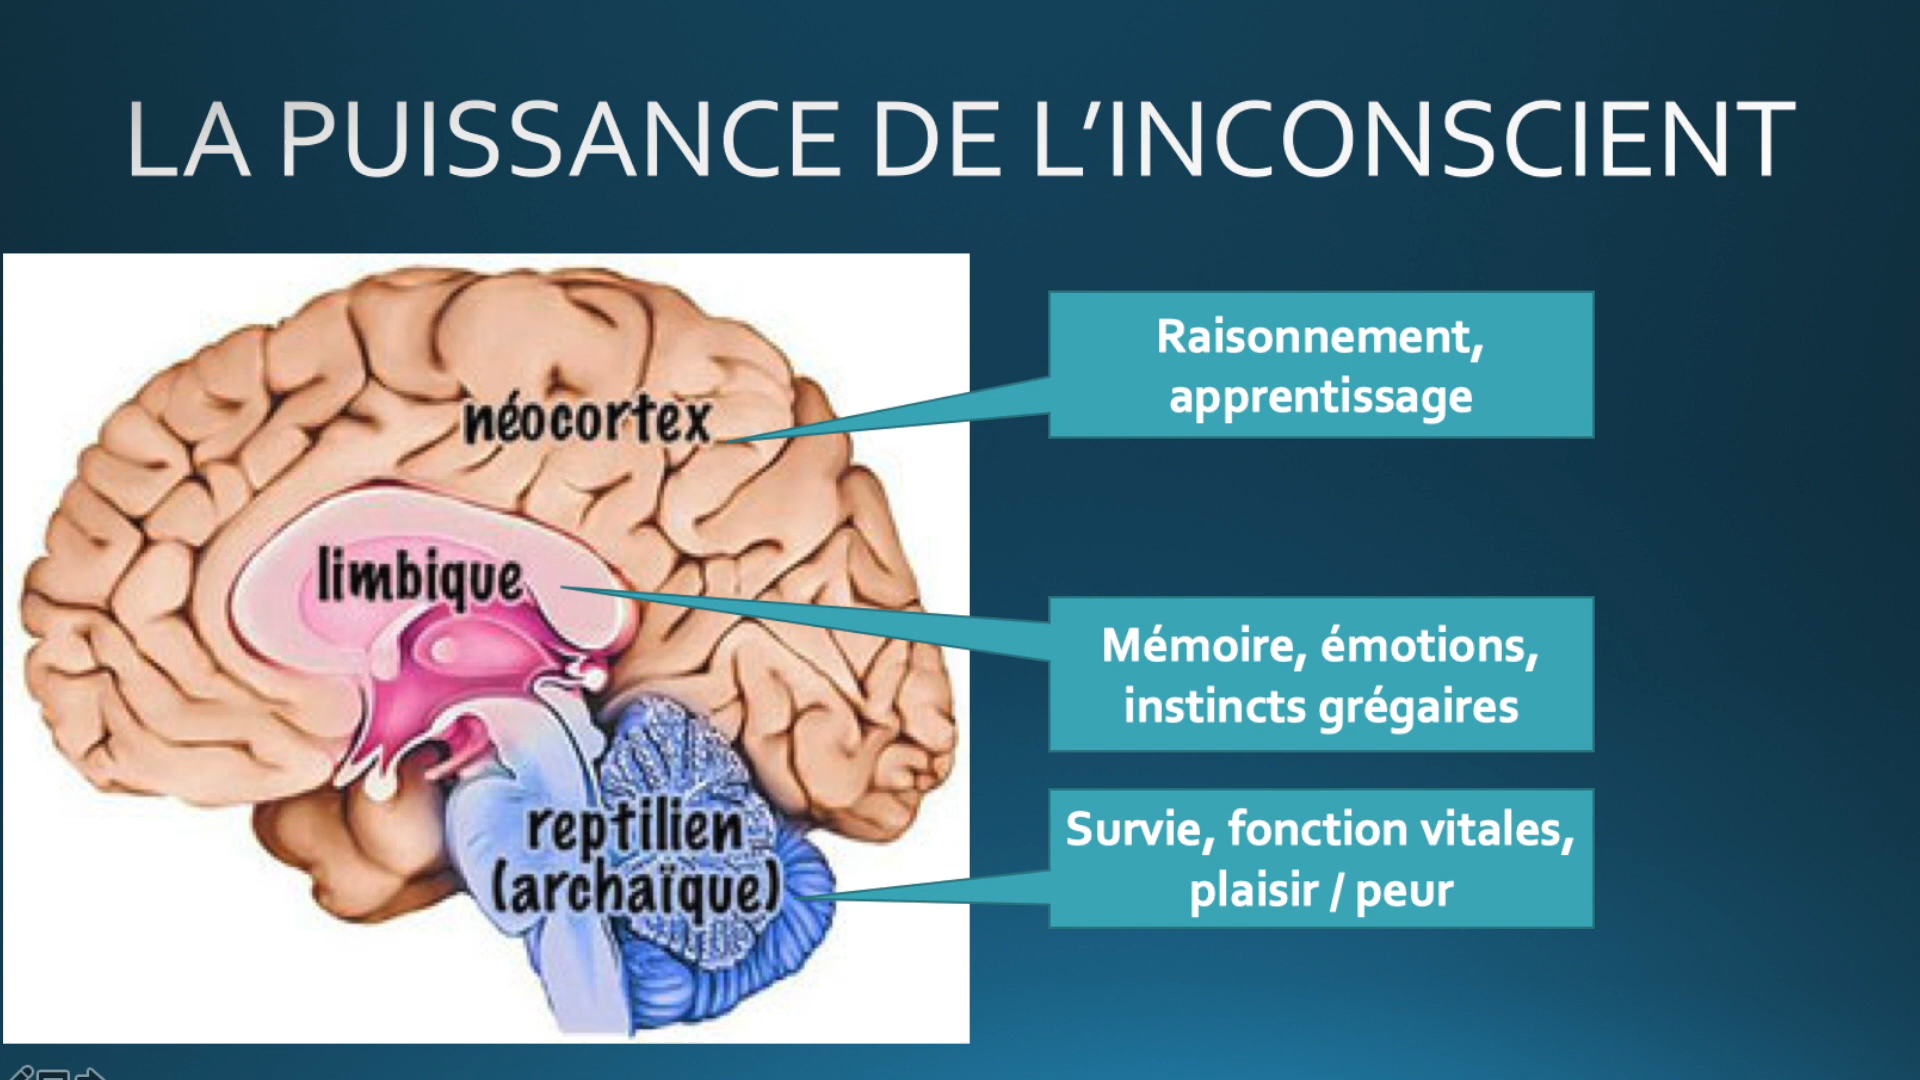 LA PUISSANCE DE L’INCONSCIENT
néocortex
Raisonnement,
apprentissage
limbique
Mémoire, émotions,
instincts grégaires
reptilien
(archaïque)
Survie, fonction vitales,
plaisir / peur